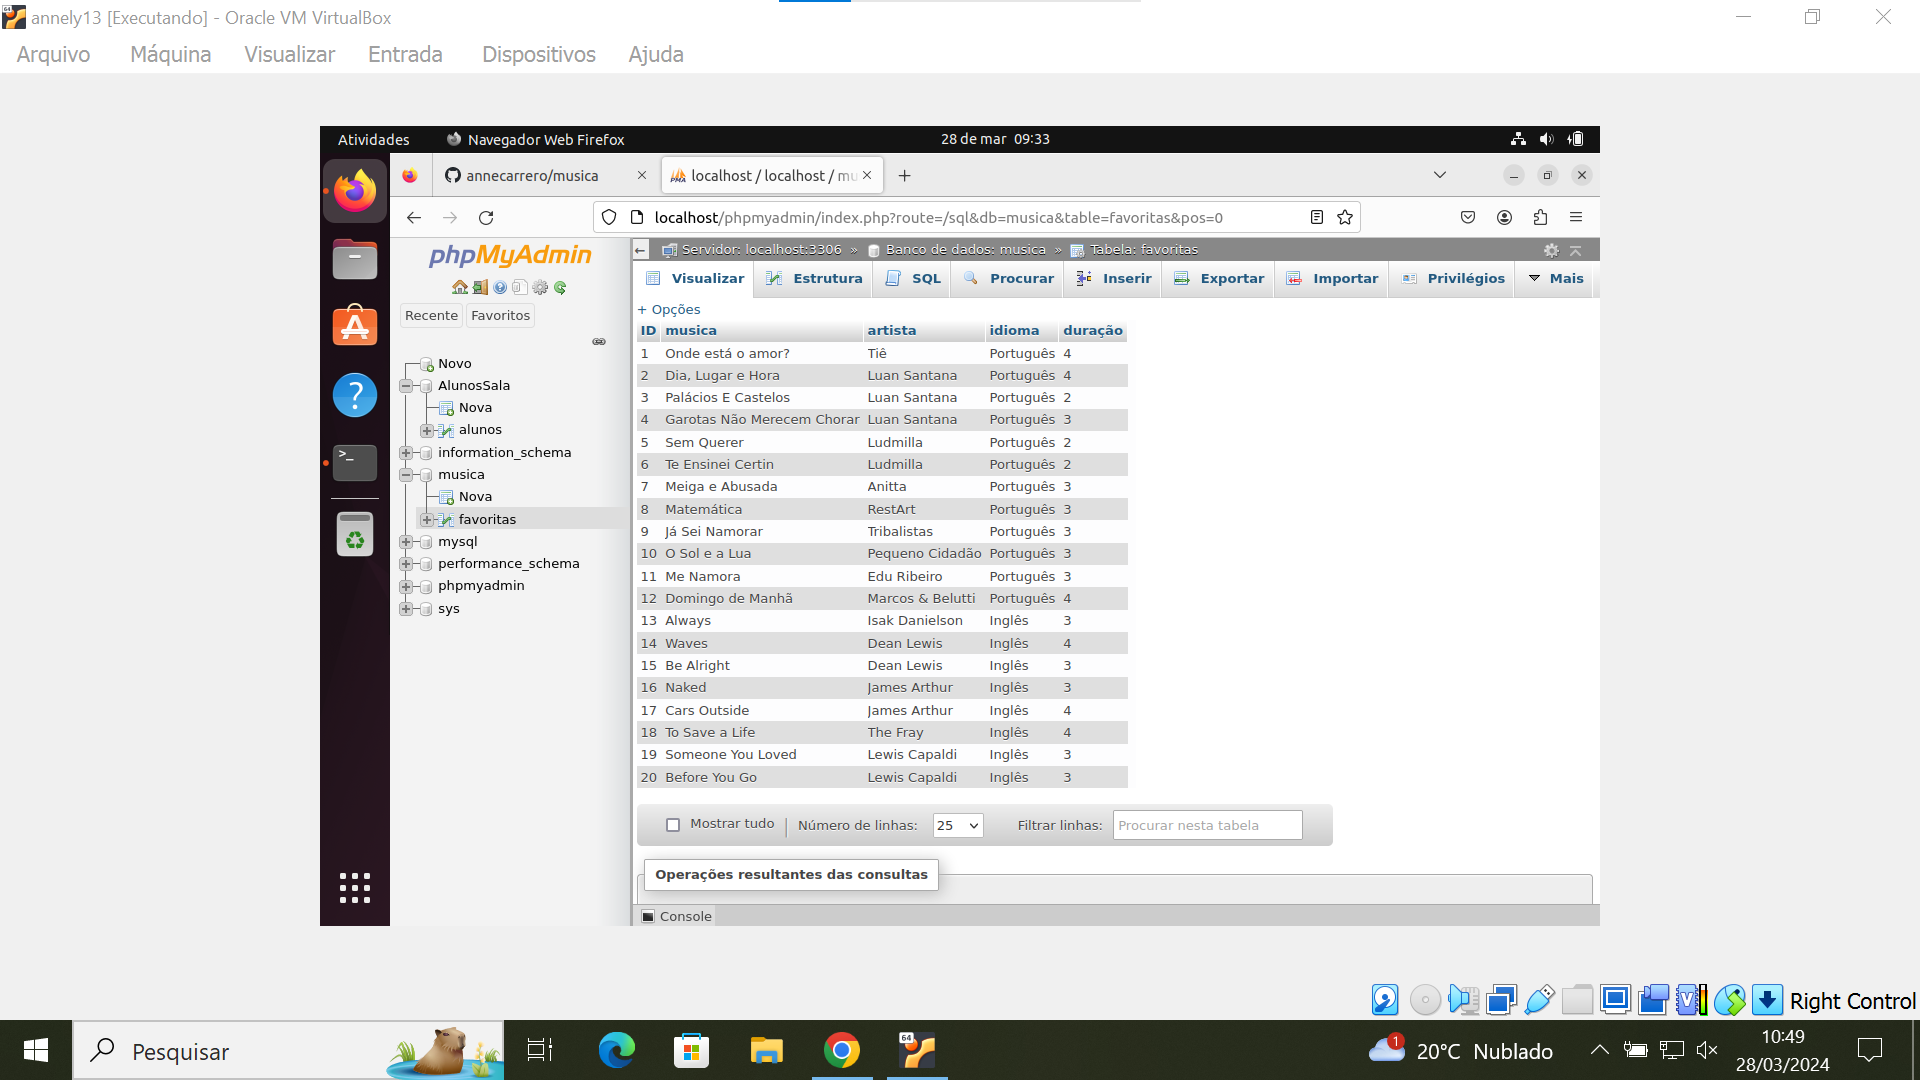 annely13 [Executando] - Oracle VM VirtualBox
Arquivo Máquina Visualizar Entrada Dispositivos Ajuda
Atividades Navegador Web Firefox 28 de mar 09:33
annecarrero/musica localhost / localhost / mu
localhost/phpmyadmin/index.php?route=/sql&db=musica&table=favoritas&pos=0
phpMyAdmin
Recente Favoritos
Novo
AlunosSala
Nova
alunos
information_schema
musica
Nova
favoritas
mysql
performance_schema
phpmyadmin
sys
Servidor: localhost:3306 » Banco de dados: musica » Tabela: favoritas
Visualizar Estrutura SQL Procurar Inserir Exportar Importar Privilégios Mais
+ Opções
ID musica artista idioma duração
1 Onde está o amor? Tiê Português 4
2 Dia, Lugar e Hora Luan Santana Português 4
3 Palácios E Castelos Luan Santana Português 2
4 Garotas Não Merecem Chorar Luan Santana Português 3
5 Sem Querer Ludmilla Português 2
6 Te Ensinei Certin Ludmilla Português 2
7 Meiga e Abusada Anitta Português 3
8 Matemática RestArt Português 3
9 Já Sei Namorar Tribalistas Português 3
10 O Sol e a Lua Pequeno Cidadão Português 3
11 Me Namora Edu Ribeiro Português 3
12 Domingo de Manhã Marcos & Belutti Português 4
13 Always Isak Danielson Inglês 3
14 Waves Dean Lewis Inglês 4
15 Be Alright Dean Lewis Inglês 3
16 Naked James Arthur Inglês 3
17 Cars Outside James Arthur Inglês 4
18 To Save a Life The Fray Inglês 4
19 Someone You Loved Lewis Capaldi Inglês 3
20 Before You Go Lewis Capaldi Inglês 3
Mostrar tudo Número de linhas: 25 Filtrar linhas: Procurar nesta tabela
Operações resultantes das consultas
Console
Right Control
Pesquisar
1 20°C Nublado
10:49
28/03/2024